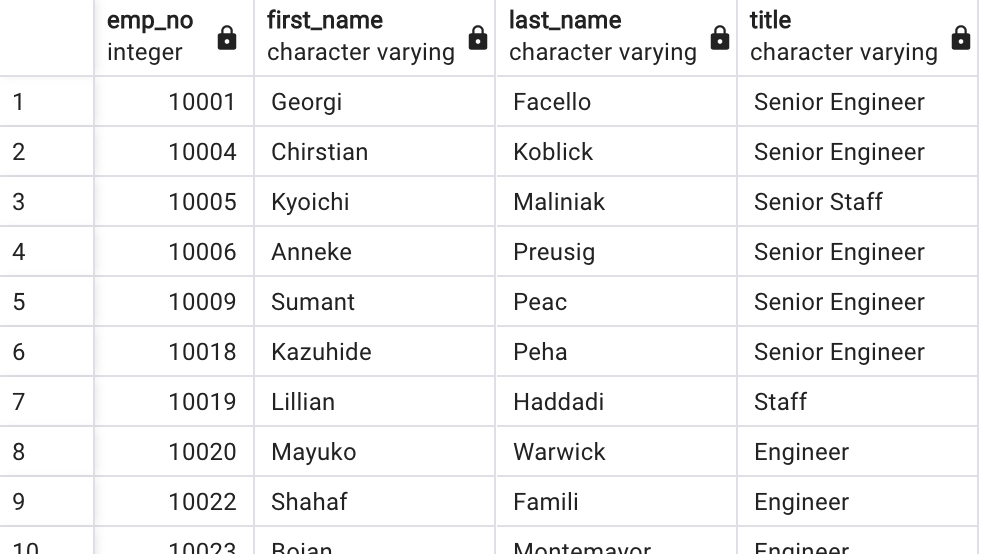 emp_no first_name last_name title
integer character varying character varying character varying
1 10001 Georgi Facello Senior Engineer
2 10004 Chirstian Koblick Senior Engineer
3 10005 Kyoichi Maliniak Senior Staff
4 10006 Anneke Preusig Senior Engineer
5 10009 Sumant Peac Senior Engineer
6 10018 Kazuhide Peha Senior Engineer
7 10019 Lillian Haddadi Staff
8 10020 Mayuko Warwick Engineer
9 10022 Shahaf Famili Engineer
10 10023 Bojan Montemayor Engineer